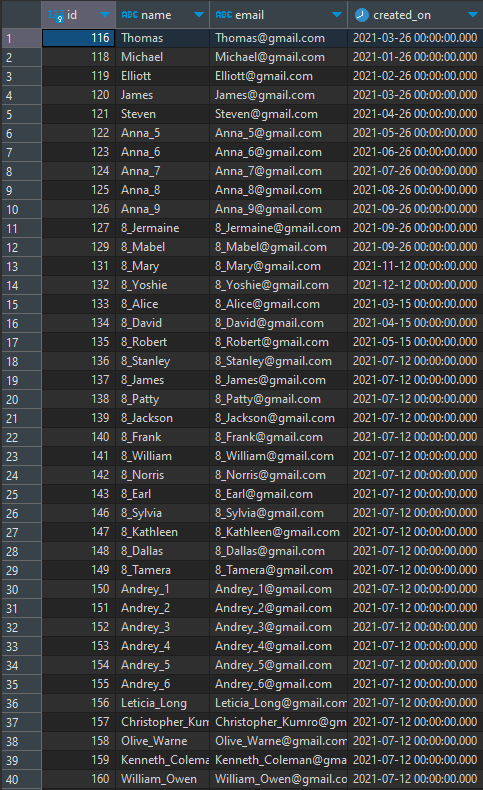 123 id ABC name ABC email created_on
1 116 Thomas Thomas@gmail.com 2021-03-26 00:00:00.000
2 118 Michael Michael@gmail.com 2021-01-26 00:00:00.000
3 119 Elliott Elliott@gmail.com 2021-02-26 00:00:00.000
4 120 James James@gmail.com 2021-03-26 00:00:00.000
5 121 Steven Steven@gmail.com 2021-04-26 00:00:00.000
6 122 Anna_5 Anna_5@gmail.com 2021-05-26 00:00:00.000
7 123 Anna_6 Anna_6@gmail.com 2021-06-26 00:00:00.000
8 124 Anna_7 Anna_7@gmail.com 2021-07-26 00:00:00.000
9 125 Anna_8 Anna_8@gmail.com 2021-08-26 00:00:00.000
10 126 Anna_9 Anna_9@gmail.com 2021-09-26 00:00:00.000
11 127 8_Jermaine 8_Jermaine@gmail.com 2021-09-26 00:00:00.000
12 129 8_Mabel 8_Mabel@gmail.com 2021-09-26 00:00:00.000
13 131 8_Mary 8_Mary@gmail.com 2021-11-12 00:00:00.000
14 132 8_Yoshie 8_Yoshie@gmail.com 2021-12-12 00:00:00.000
15 133 8_Alice 8_Alice@gmail.com 2021-03-15 00:00:00.000
16 134 8_David 8_David@gmail.com 2021-04-15 00:00:00.000
17 135 8_Robert 8_Robert@gmail.com 2021-05-15 00:00:00.000
18 136 8_Stanley 8_Stanley@gmail.com 2021-07-12 00:00:00.000
19 137 8_James 8_James@gmail.com 2021-07-12 00:00:00.000
20 138 8_Patty 8_Patty@gmail.com 2021-07-12 00:00:00.000
21 139 8_Jackson 8_Jackson@gmail.com 2021-07-12 00:00:00.000
22 140 8_Frank 8_Frank@gmail.com 2021-07-12 00:00:00.000
23 141 8_William 8_William@gmail.com 2021-07-12 00:00:00.000
24 142 8_Norris 8_Norris@gmail.com 2021-07-12 00:00:00.000
25 143 8_Earl 8_Earl@gmail.com 2021-07-12 00:00:00.000
26 146 8_Sylvia 8_Sylvia@gmail.com 2021-07-12 00:00:00.000
27 147 8_Kathleen 8_Kathleen@gmail.com 2021-07-12 00:00:00.000
28 148 8_Dallas 8_Dallas@gmail.com 2021-07-12 00:00:00.000
29 149 8_Tamera 8_Tamera@gmail.com 2021-07-12 00:00:00.000
30 150 Andrey_1 Andrey_1@gmail.com 2021-07-12 00:00:00.000
31 151 Andrey_2 Andrey_2@gmail.com 2021-07-12 00:00:00.000
32 152 Andrey_3 Andrey_3@gmail.com 2021-07-12 00:00:00.000
33 153 Andrey_4 Andrey_4@gmail.com 2021-07-12 00:00:00.000
34 154 Andrey_5 Andrey_5@gmail.com 2021-07-12 00:00:00.000
35 155 Andrey_6 Andrey_6@gmail.com 2021-07-12 00:00:00.000
36 156 Leticia_Long Leticia_Long@gmail.com 2021-07-12 00:00:00.000
37 157 Christopher_Kum Christopher_Kumro@gm 2021-07-12 00:00:00.000
38 158 Olive_Warne Olive_Warne@gmail.com 2021-07-12 00:00:00.000
39 159 Kenneth_Colema Kenneth_Coleman@gma 2021-07-12 00:00:00.000
40 160 William_Owen William_Owen@gmail.co 2021-07-12 00:00:00.000